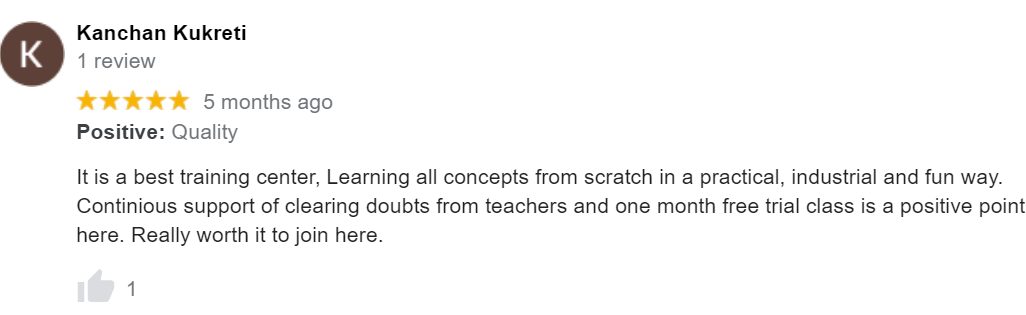 K
Kanchan Kukreti
1 review
5 months ago
Positive: Quality
It is a best training center, Learning all concepts from scratch in a practical, industrial and fun way.
Continious support of clearing doubts from teachers and one month free trial class is a positive point
here. Really worth it to join here.
1